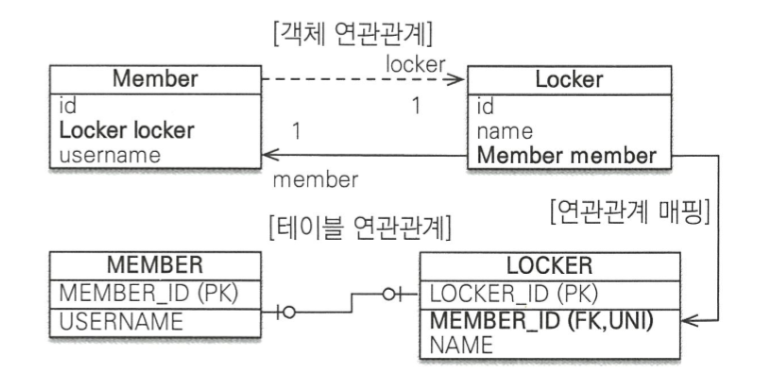 [객체 연관관계]
Member
locker
Locker
id
Locker locker
username
1
1
id
name
Member member
member
[연관관계 매핑]
[테이블 연관관계]
MEMBER
MEMBER_ID (PK)
USERNAME
LOCKER
LOCKER_ID (PK)
MEMBER_ID (FK,UNI)
NAME